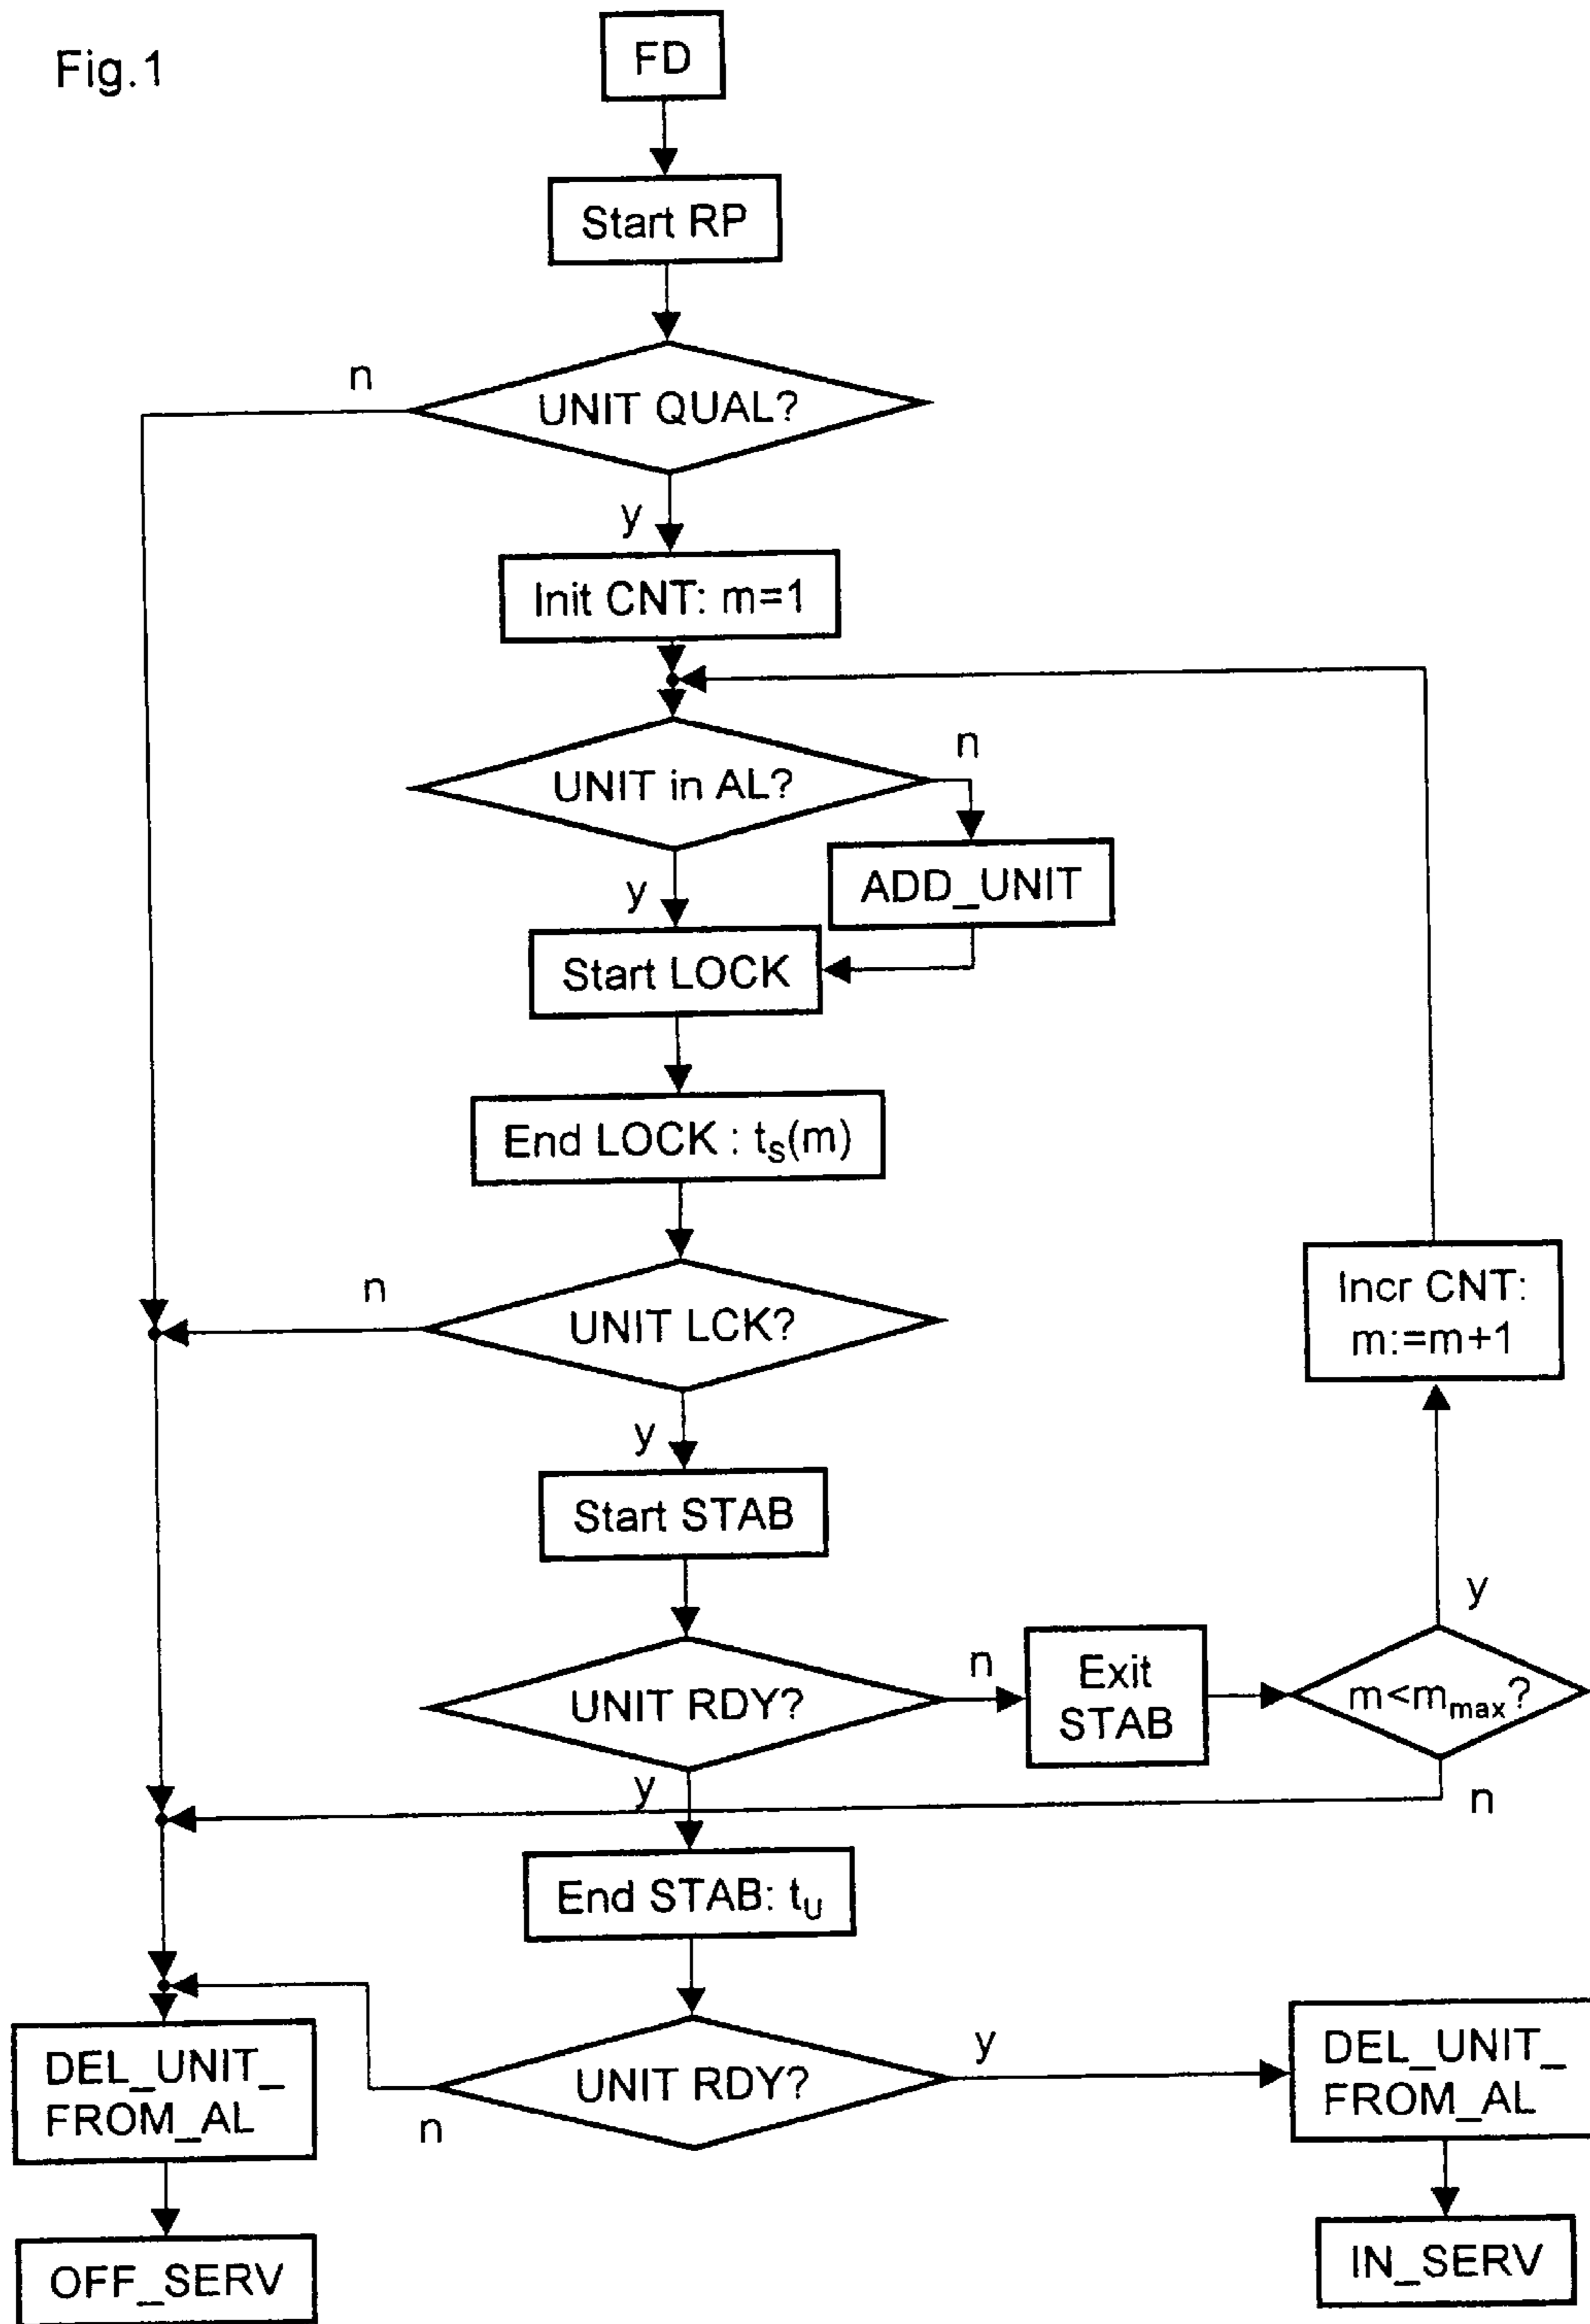 Fig.1
FD
Start RP
n
UNIT QUAL?
y
Init CNT: m=1
UNIT in AL?
n
y
ADD_UNIT
Start LOCK
End LOCK : tₛ(m)
n
UNIT LCK?
Incr CNT:
m:=m+1
y
Start STAB
y
UNIT RDY?
n
Exit
STAB
m<mₘₐₓ?
y
n
End STAB: tᵤ
DEL_UNIT_
FROM_AL
UNIT RDY?
n
y
DEL_UNIT_
FROM_AL
OFF_SERV
IN_SERV